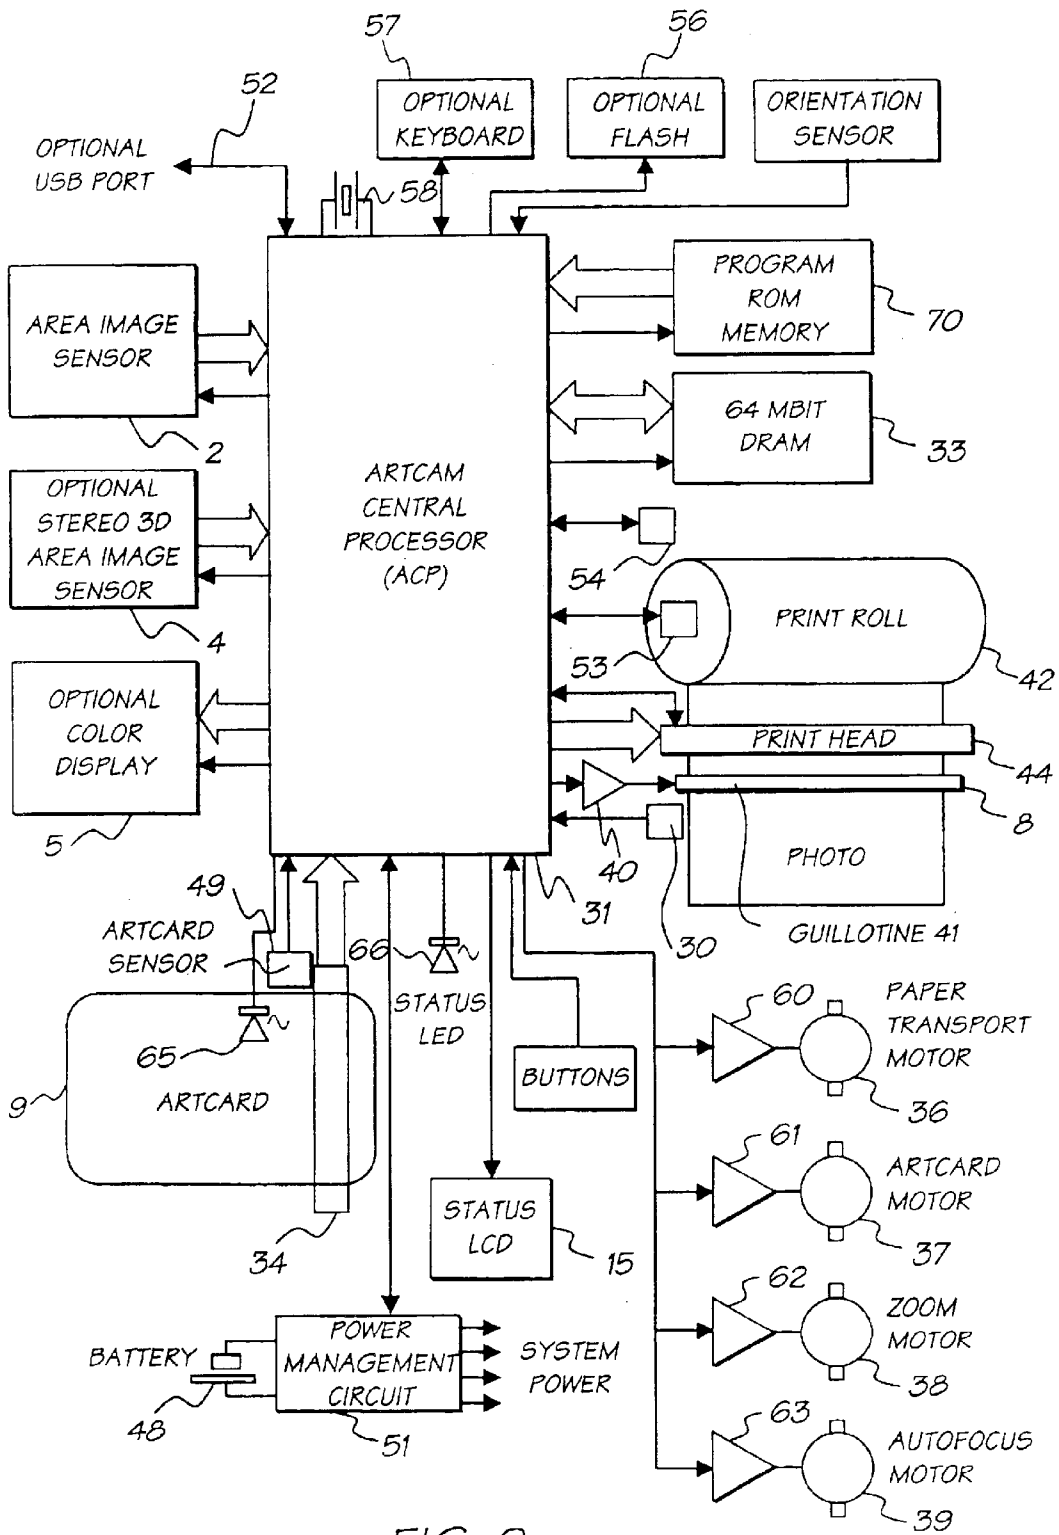 57
56
52
OPTIONAL
KEYBOARD
OPTIONAL
FLASH
ORIENTATION
SENSOR
OPTIONAL
USB PORT
58
AREA IMAGE
SENSOR
2
PROGRAM
ROM
MEMORY
70
64 MBIT
DRAM
33
OPTIONAL
STEREO 3D
AREA IMAGE
SENSOR
4
ARTCAM
CENTRAL
PROCESSOR
(ACP)
54
PRINT ROLL
53
42
OPTIONAL
COLOR
DISPLAY
5
PRINT HEAD
44
8
40
PHOTO
30
31
GUILLOTINE 41
49
ARTCARD
SENSOR
66
STATUS
LED
65
9
ARTCARD
34
BUTTONS
STATUS
LCD
15
60
PAPER
TRANSPORT
MOTOR
36
61
ARTCARD
MOTOR
37
62
ZOOM
MOTOR
38
63
AUTOFOCUS
MOTOR
39
BATTERY
48
POWER
MANAGEMENT
CIRCUIT
51
SYSTEM
POWER